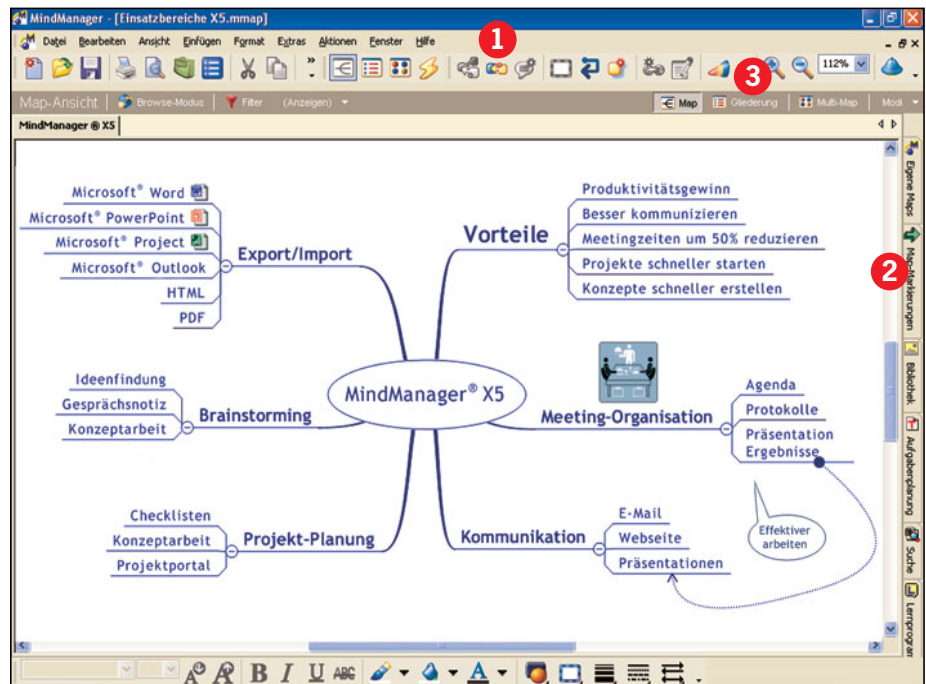 MindManager - [Einsatzbereiche X5.mmap]
Datei Bearbeiten Ansicht Einfügen Format Extras Aktionen Fenster Hilfe
1
112%
3
Map-Ansicht Browse-Modus Filter (Anzeigen) Map Gliederung Multi-Map Modi
MindManager ® X5
Microsoft® Word
Microsoft® PowerPoint
Microsoft® Project
Microsoft® Outlook
HTML
PDF
Export/Import
Vorteile
Produktivitätsgewinn
Besser kommunizieren
Meetingzeiten um 50% reduzieren
Projekte schneller starten
Konzepte schneller erstellen
MindManager® X5
Ideenfindung
Gesprächsnotiz
Konzeptarbeit
Brainstorming
Meeting-Organisation
Agenda
Protokolle
Präsentation
Ergebnisse
Effektiver
arbeiten
Checklisten
Konzeptarbeit
Projektportal
Projekt-Planung
Kommunikation
E-Mail
Webseite
Präsentationen
Eigene Maps
2
Map-Markierungen
Bibliothek
Aufgabenplanung
Suche
Lernprogram
B I U ABC A